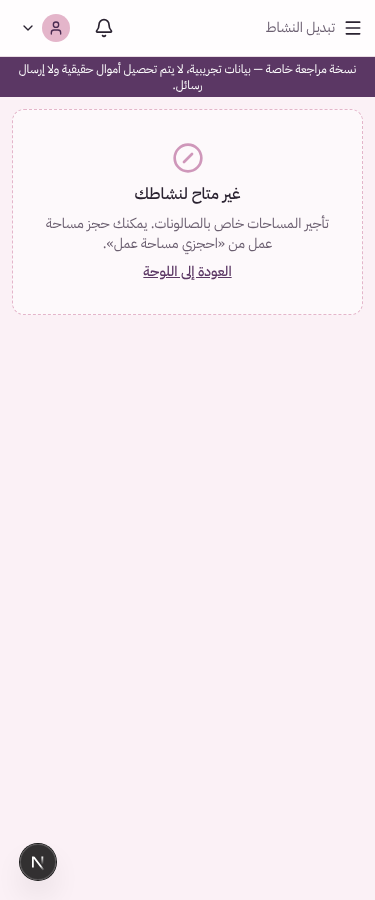 تبديل النشاط
نسخة مراجعة خاصة — بيانات تجريبية، لا يتم تحصيل أموال حقيقية ولا إرسال
رسائل.
غير متاح لنشاطك
تأجير المساحات خاص بالصالونات. يمكنك حجز مساحة
عمل من «احجزي مساحة عمل».
العودة إلى اللوحة
N